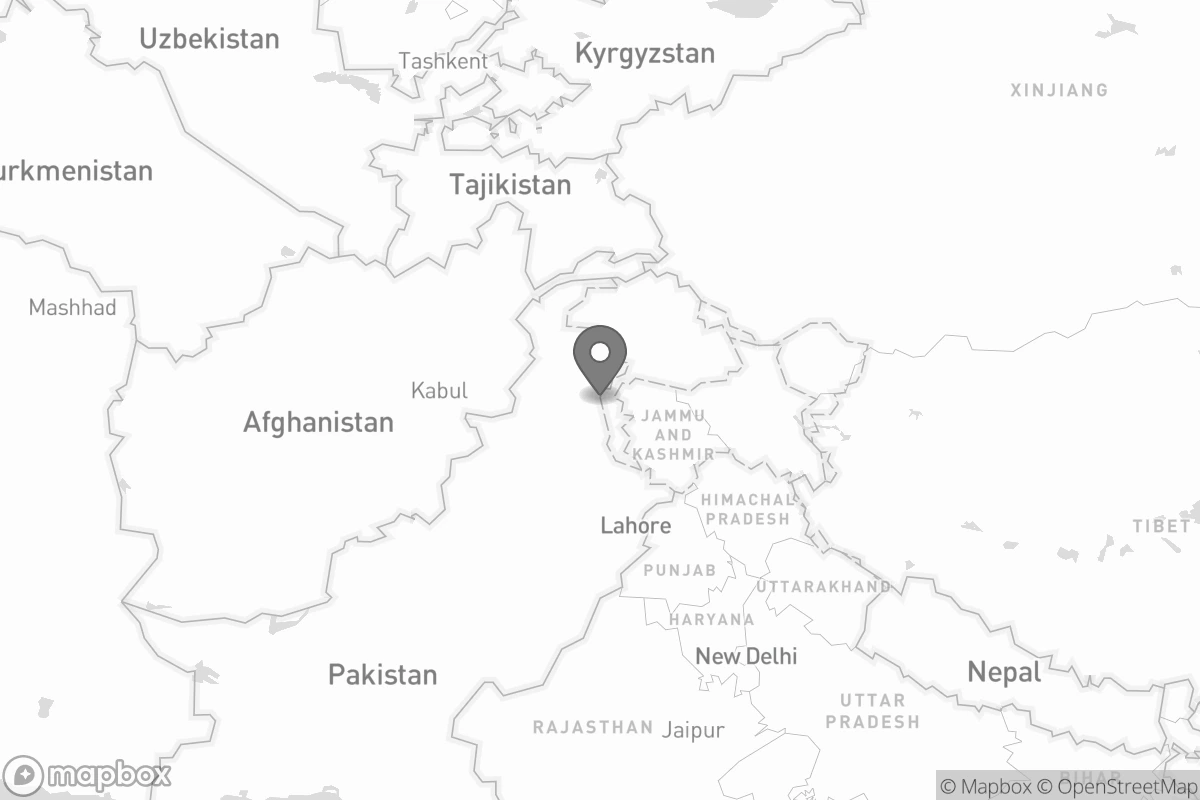 Uzbekistan
Tashkent
Kyrgyzstan
XINJIANG
urkmenistan
Tajikistan
Mashhad
Kabul
Afghanistan
JAMMU
AND
KASHMIR
HIMACHAL
PRADESH
Lahore
TIBET
PUNJAB
UTTARAKHAND
HARYANA
New Delhi
Nepal
Pakistan
UTTAR
PRADESH
RAJASTHAN
Jaipur
BIHAR
mapbox
© Mapbox © OpenStreetMap